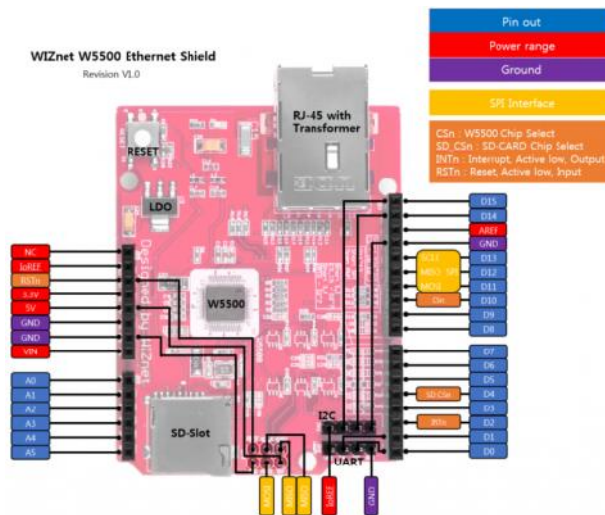 WIZnet W5500 Ethernet Shield
Revision V1.0
Pin out
Power range
Ground
SPI Interface
CSn : W5500 Chip Select
SD_CSn : SD-CARD Chip Select
INTn : Interrupt, Active low, Output
RSTn : Reset, Active low, Input
RJ-45 with
Transformer
RESET
LDO
Designed by WIZnet
W5500
SD-Slot
I2C
UART
NC
IoREF
RSTn
3.3V
5V
GND
GND
VIN
A0
A1
A2
A3
A4
A5
D15
D14
AREF
GND
D13
D12
D11
D10
D9
D8
D7
D6
D5
D4
D3
D2
D1
D0
MISO SPI
MOSI
SD CSn
IoREF
GND